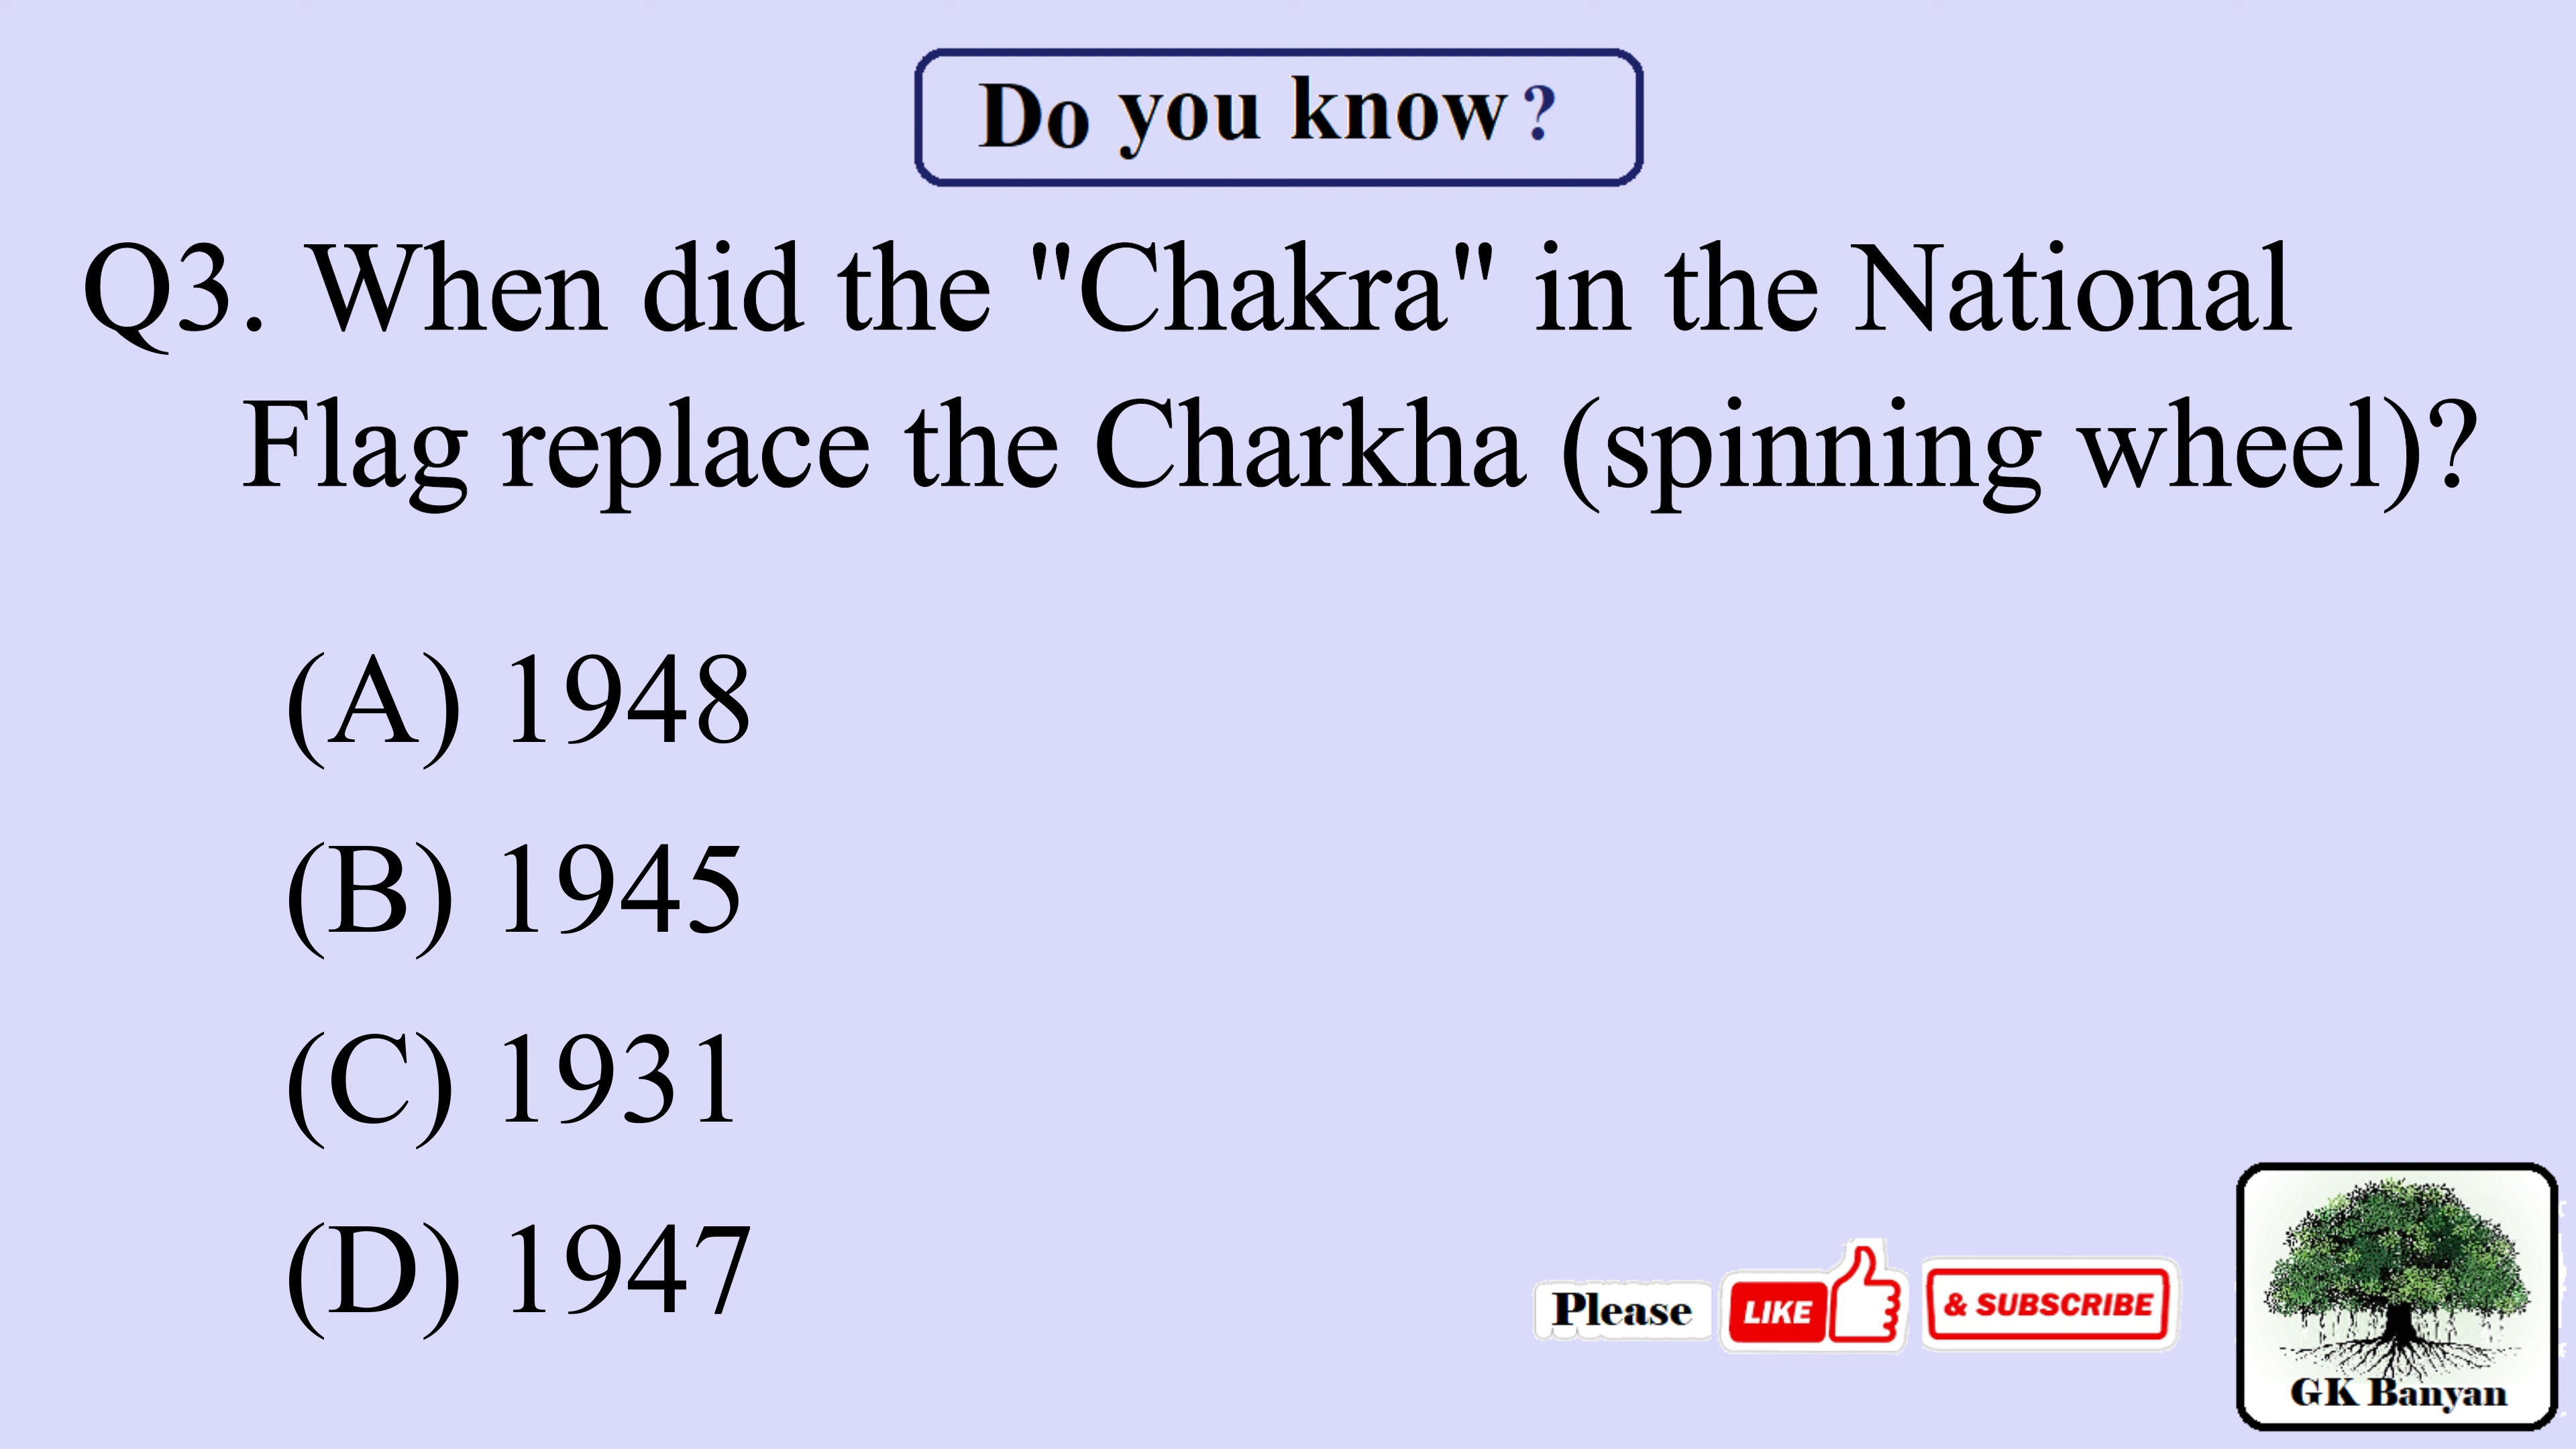 Do you know ?
Q3. When did the "Chakra" in the National
Flag replace the Charkha (spinning wheel)?
(A) 1948
(B) 1945
(C) 1931
(D) 1947
Please LIKE & SUBSCRIBE
GK Banyan